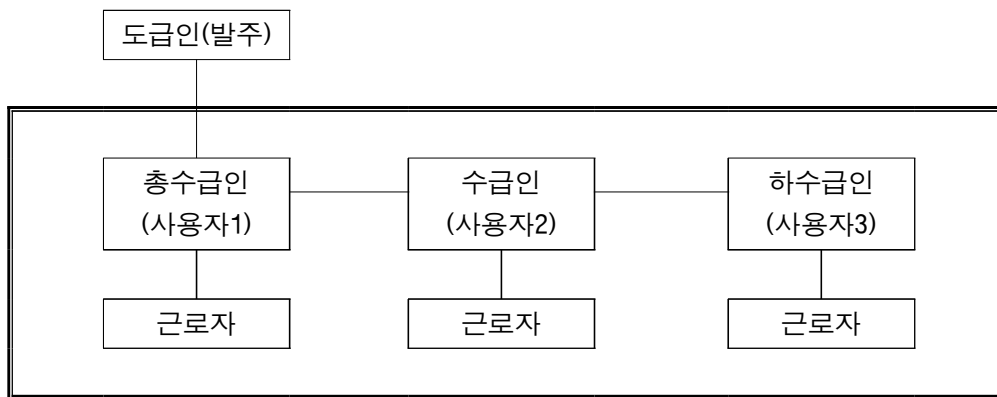 도급인(발주)
총수급인
(사용자1)
수급인
(사용자2)
하수급인
(사용자3)
근로자
근로자
근로자